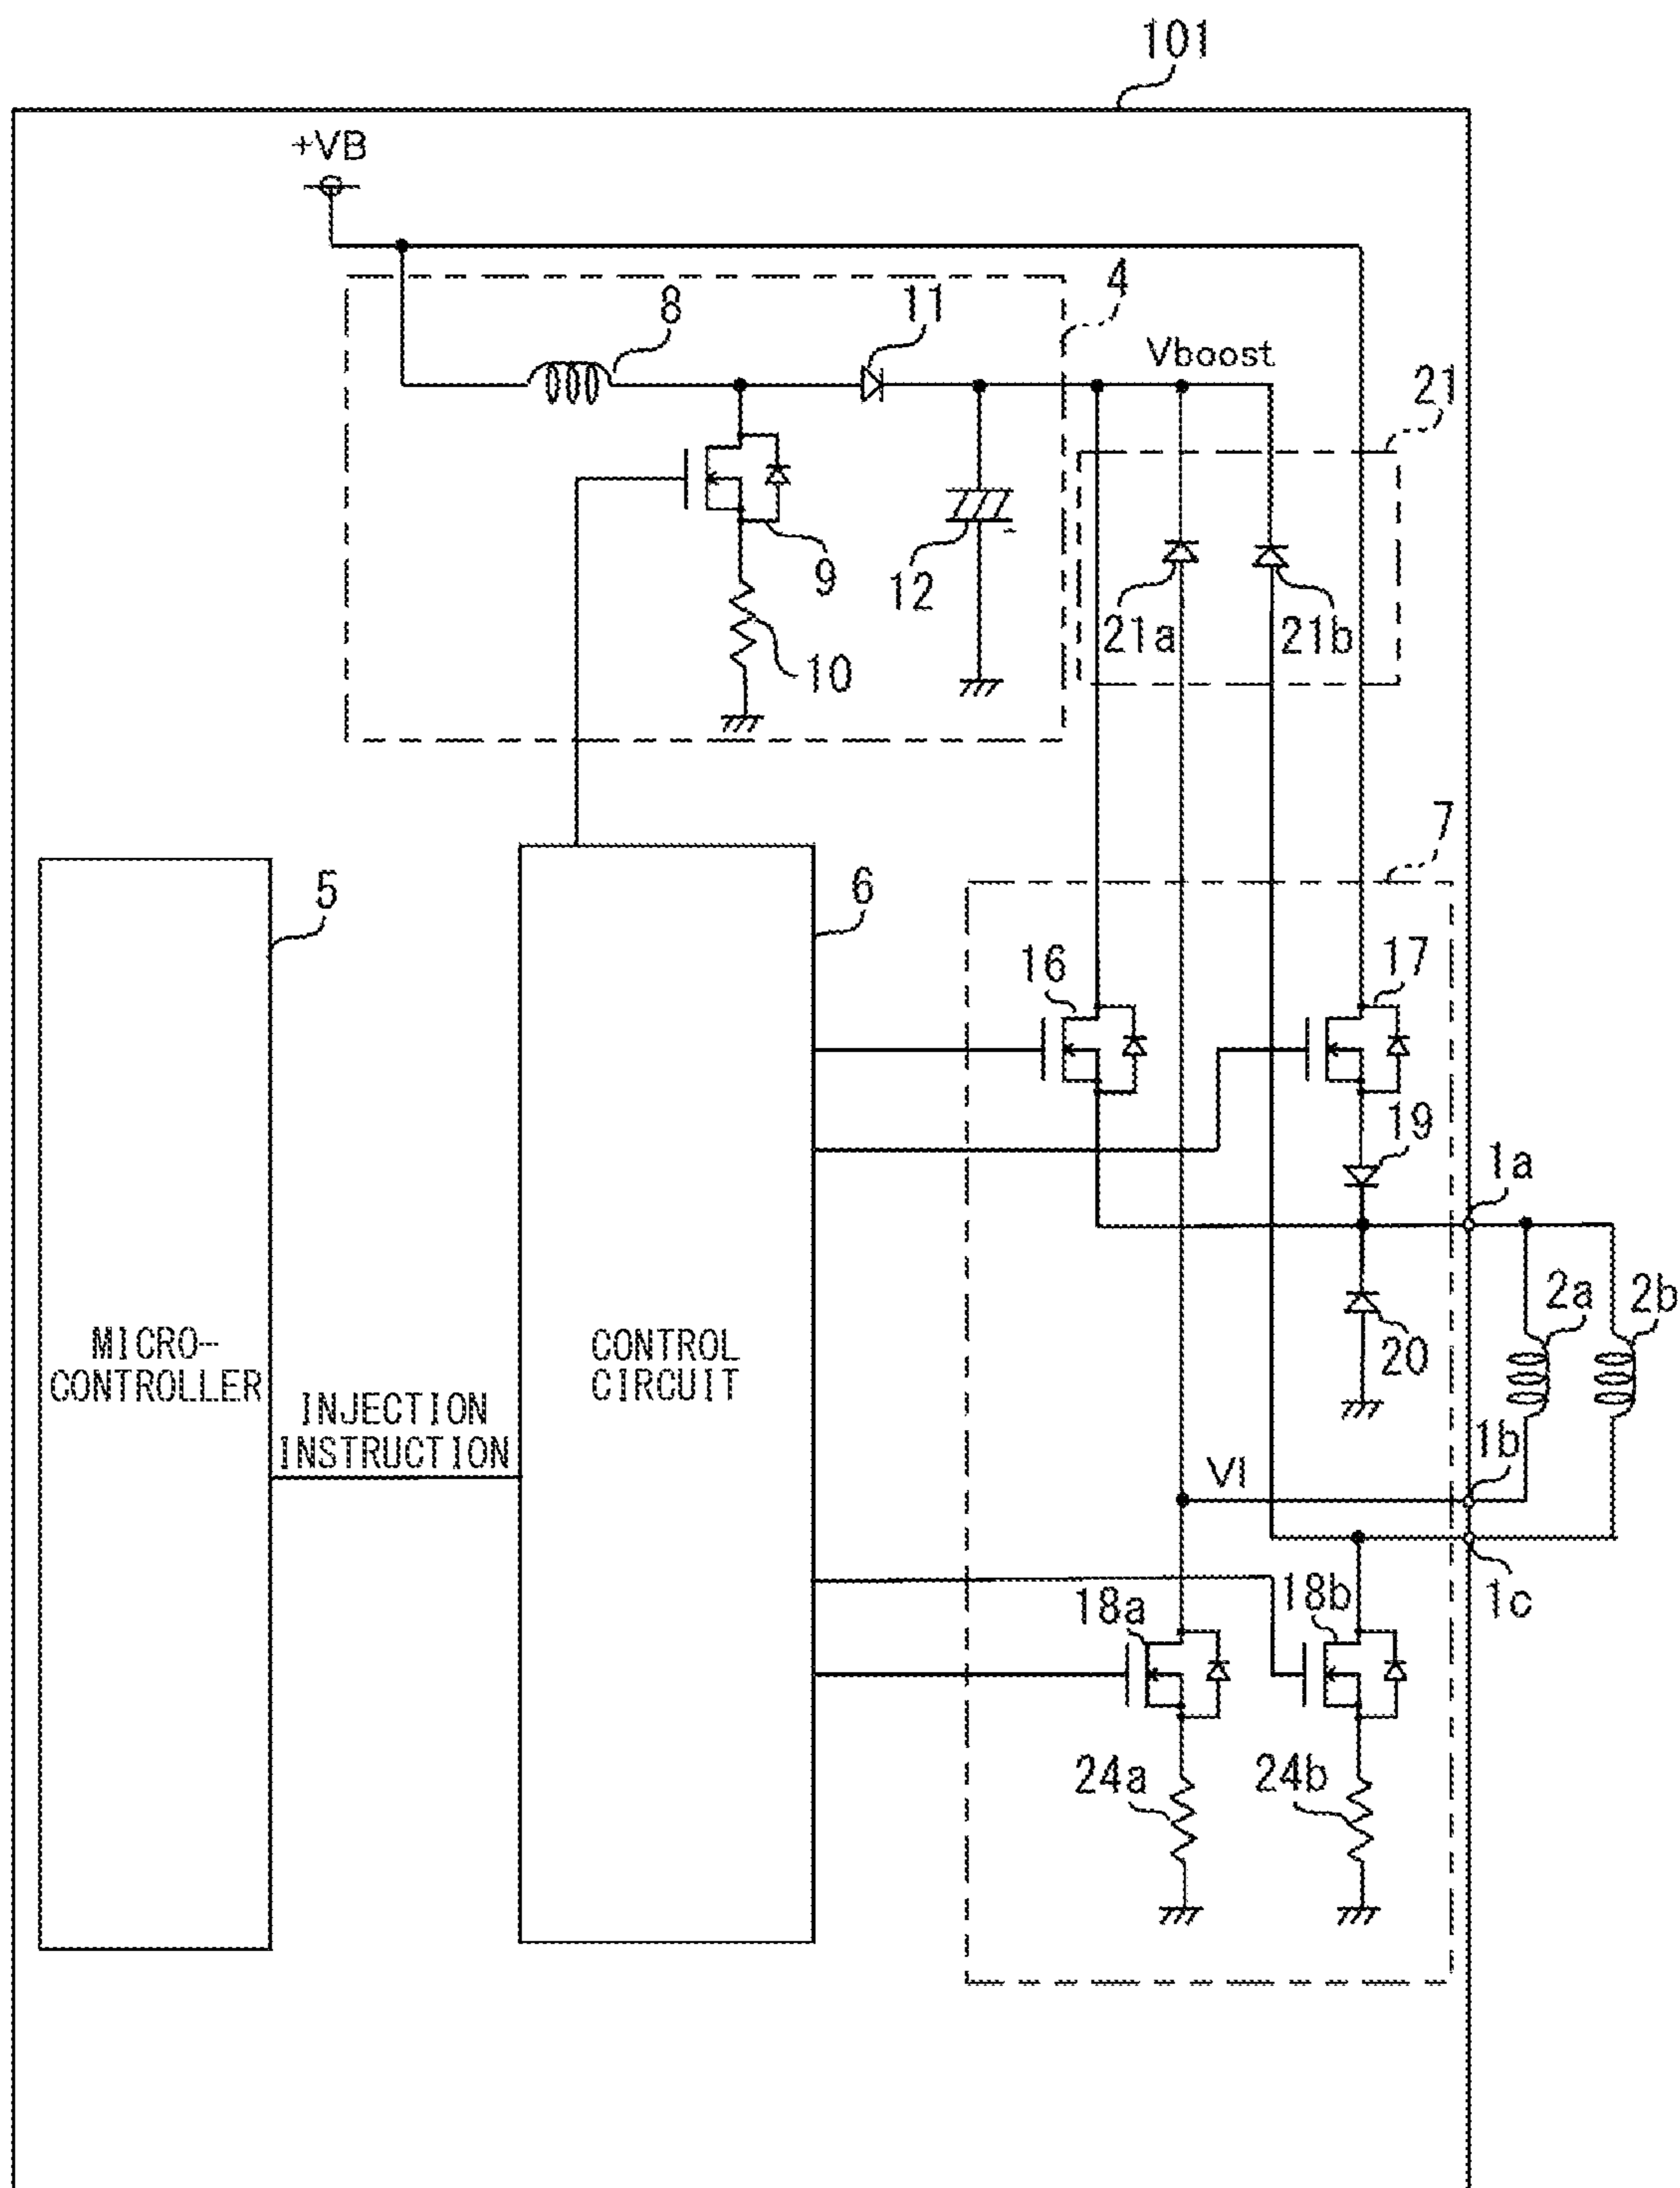 101
+VB
4
8
11
Vboost
21
9
12
21a
21b
10
7
5
6
16
17
19
1a
2a
2b
20
MICRO-
CONTROLLER
CONTROL
CIRCUIT
INJECTION
INSTRUCTION
1b
VI
1c
18a
18b
24a
24b